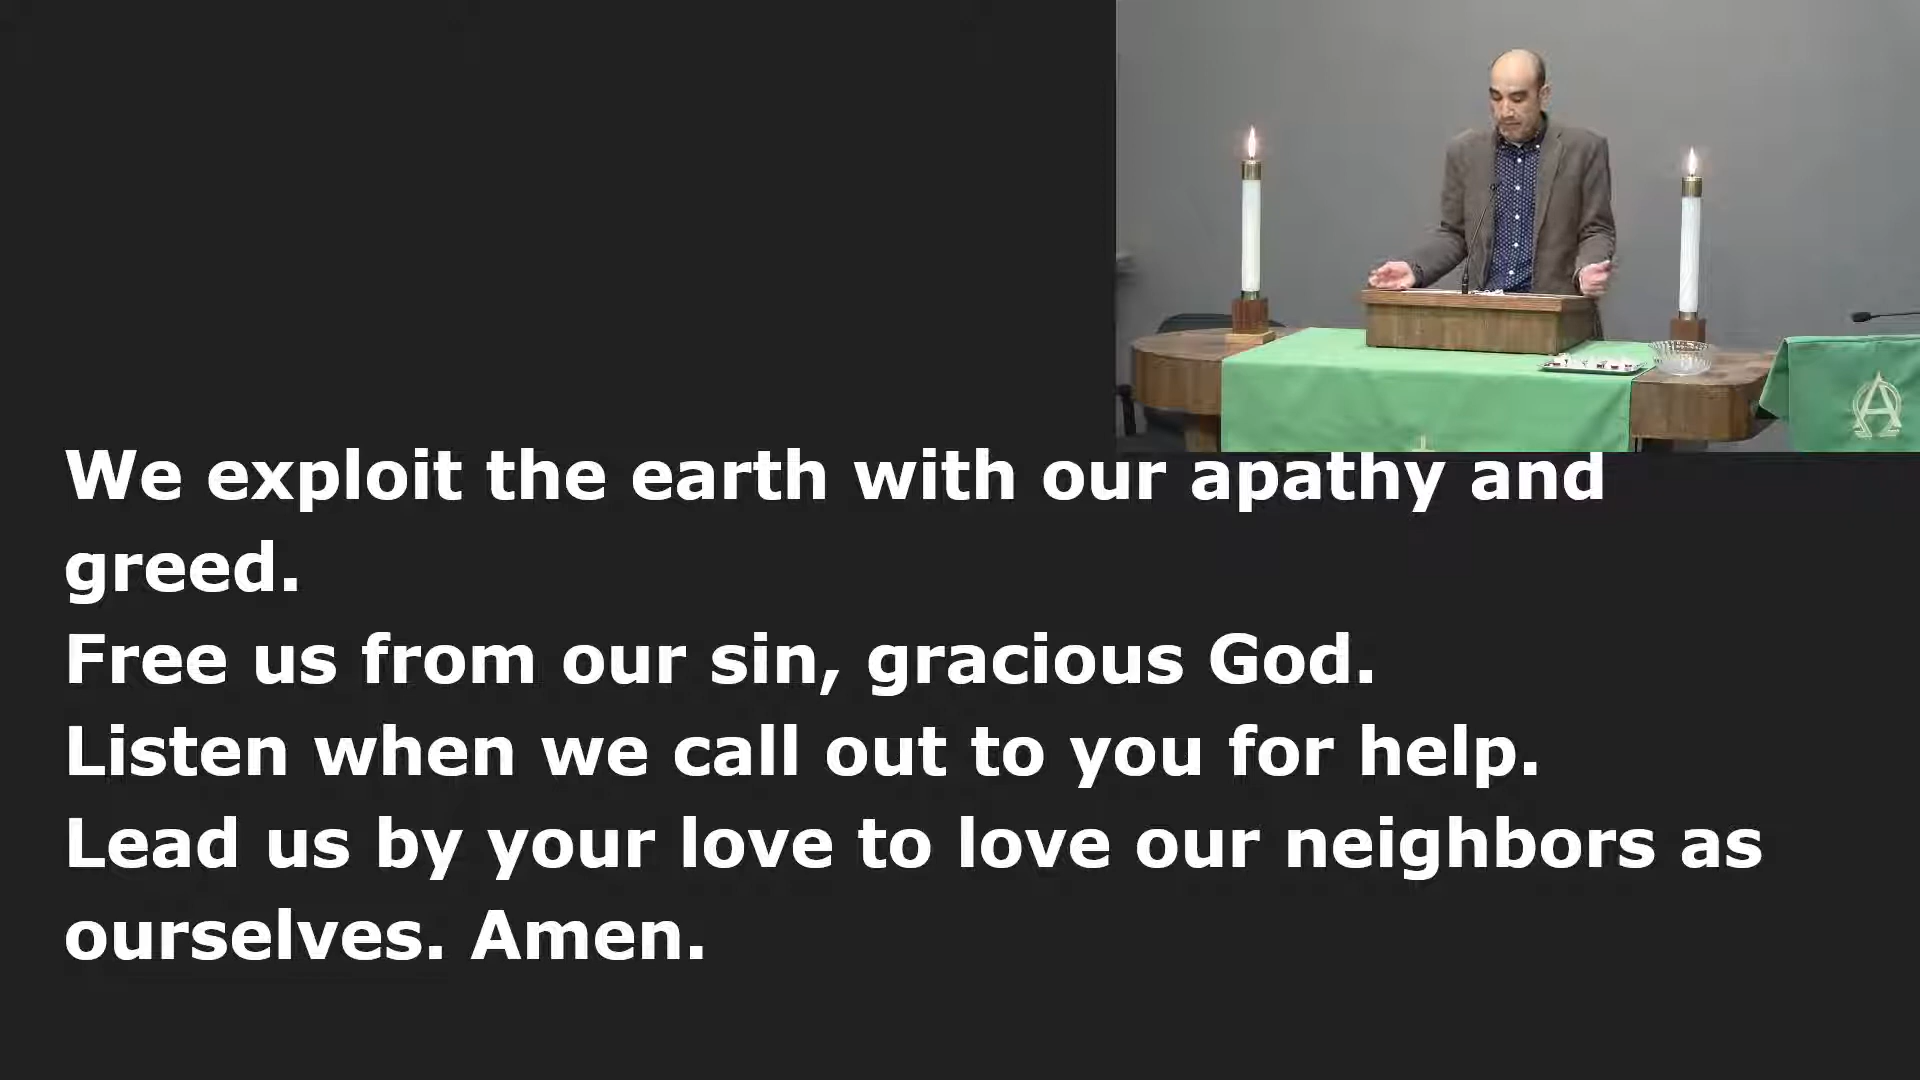 We exploit the earth with our apathy and
greed.
Free us from our sin, gracious God.
Listen when we call out to you for help.
Lead us by your love to love our neighbors as
ourselves. Amen.